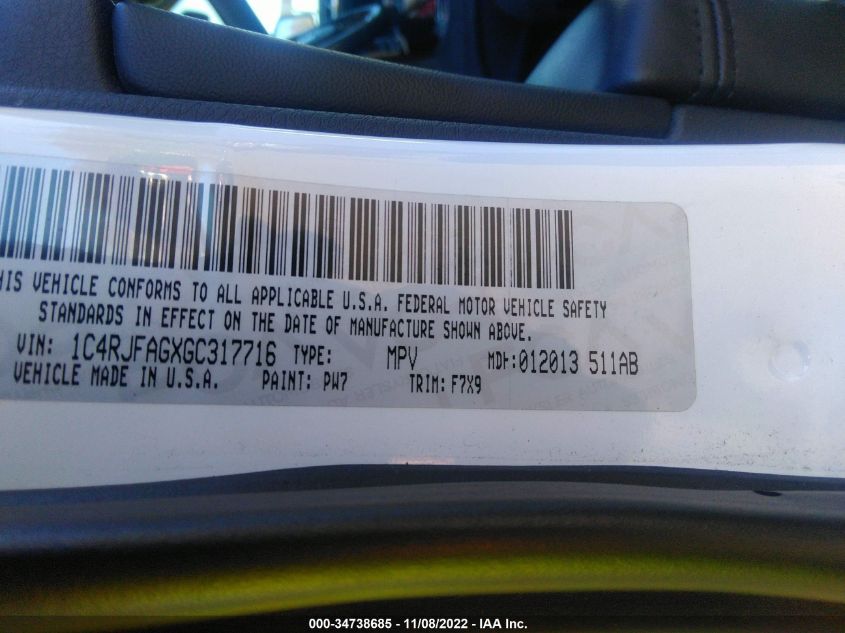 HIS VEHICLE CONFORMS TO ALL APPLICABLE U.S.A. FEDERAL MOTOR VEHICLE SAFETY
STANDARDS IN EFFECT ON THE DATE OF MANUFACTURE SHOWN ABOVE.
VIN: 1C4RJFAGXGC317716 TYPE: MPV MDH:012013 511AB
VEHICLE MADE IN U.S.A. PAINT: PW7 TRIM: F7X9
000-34738685 - 11/08/2022 - IAA Inc.